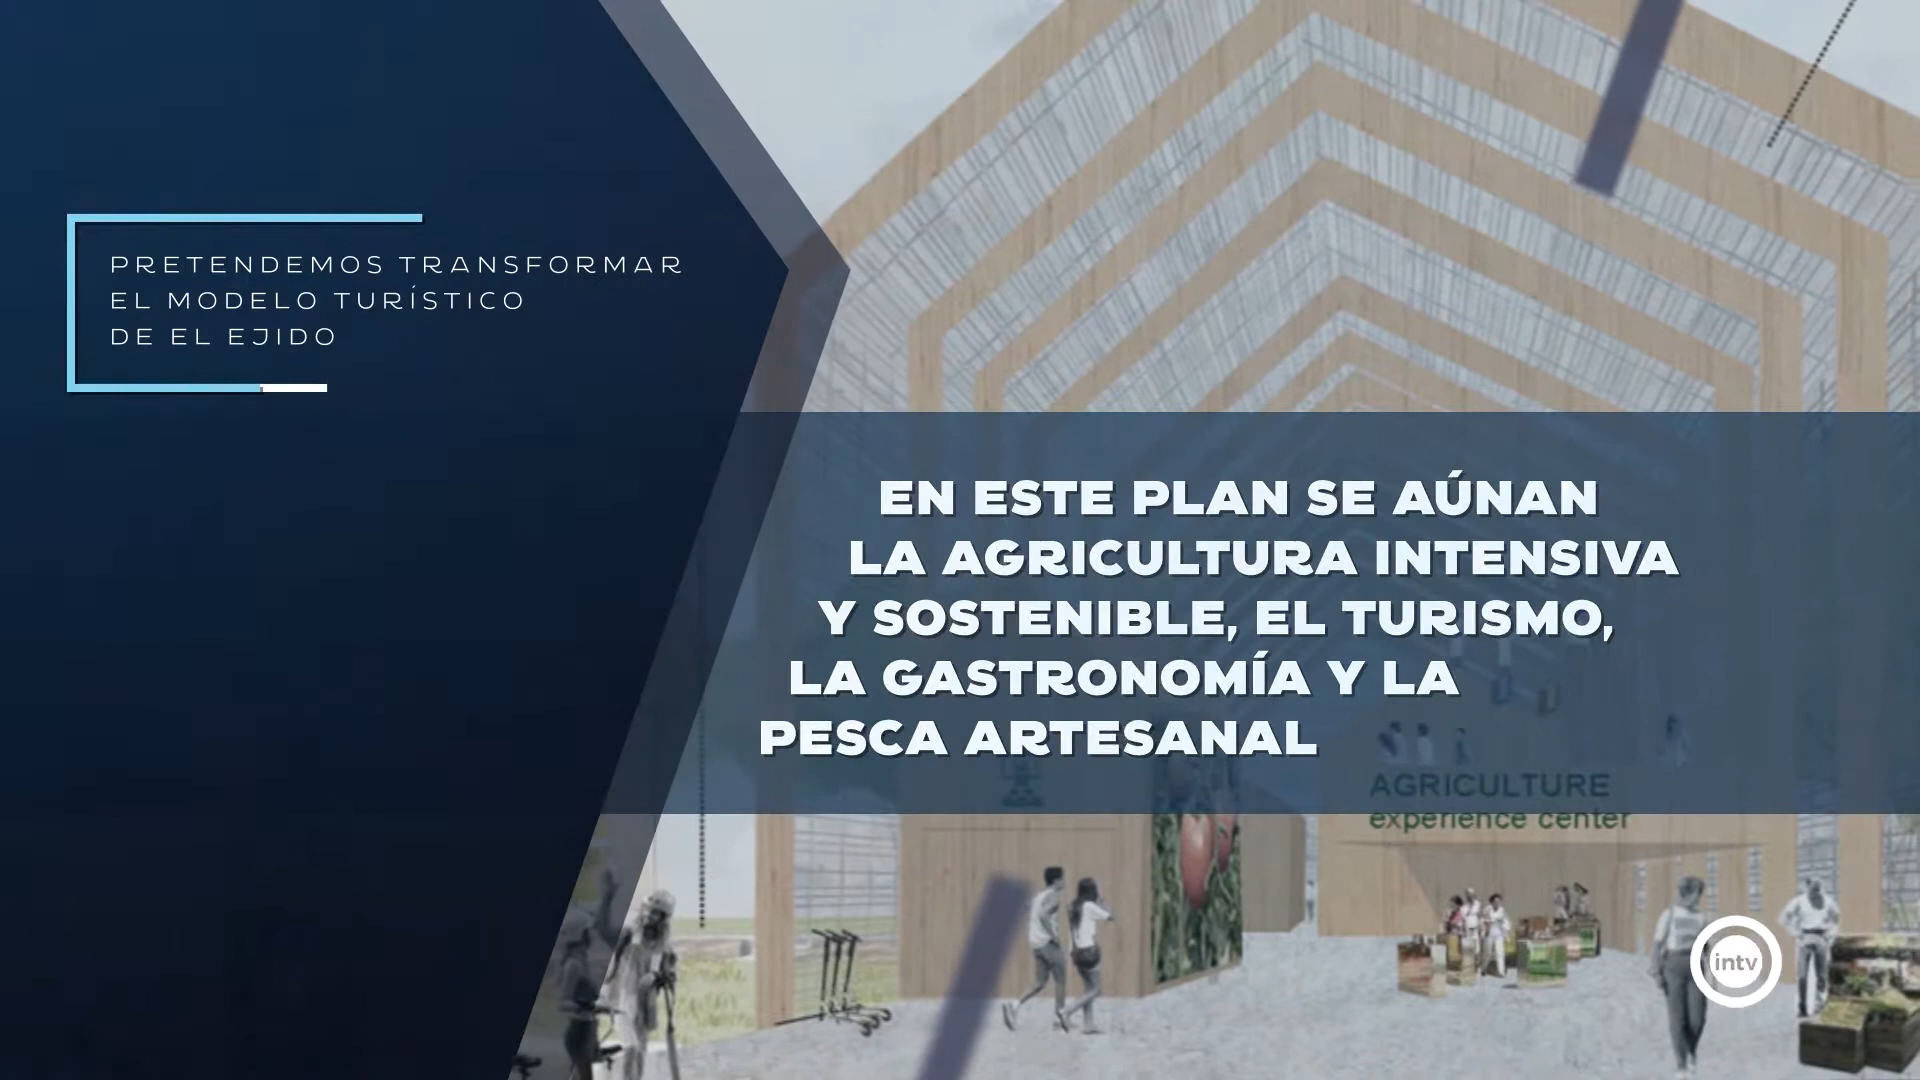 PRETENDEMOS TRANSFORMAR
EL MODELO TURÍSTICO
DE EL EJIDO
EN ESTE PLAN SE AÚNAN
LA AGRICULTURA INTENSIVA
Y SOSTENIBLE, EL TURISMO,
LA GASTRONOMÍA Y LA
PESCA ARTESANAL
AGRICULTURE
experience center
intv